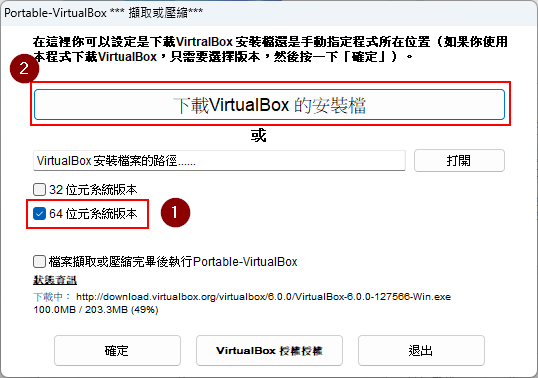 Portable-VirtualBox *** 擷取或壓縮***
在這裡你可以設定是下載VirtralBox 安裝檔還是手動指定程式所在位置（如果你使用
本程式下載VirtualBox，只需要選擇版本，然後按一下「確定」）。
2
下載VirtualBox 的安裝檔
或
VirtualBox 安裝檔案的路徑......
打開
32 位元系統版本
64 位元系統版本
1
檔案擷取或壓縮完畢後執行Portable-VirtualBox
狀態資訊
下載中： http://download.virtualbox.org/virtualbox/6.0.0/VirtualBox-6.0.0-127566-Win.exe
100.0MB / 203.3MB (49%)
確定
VirtualBox 授權授權
退出